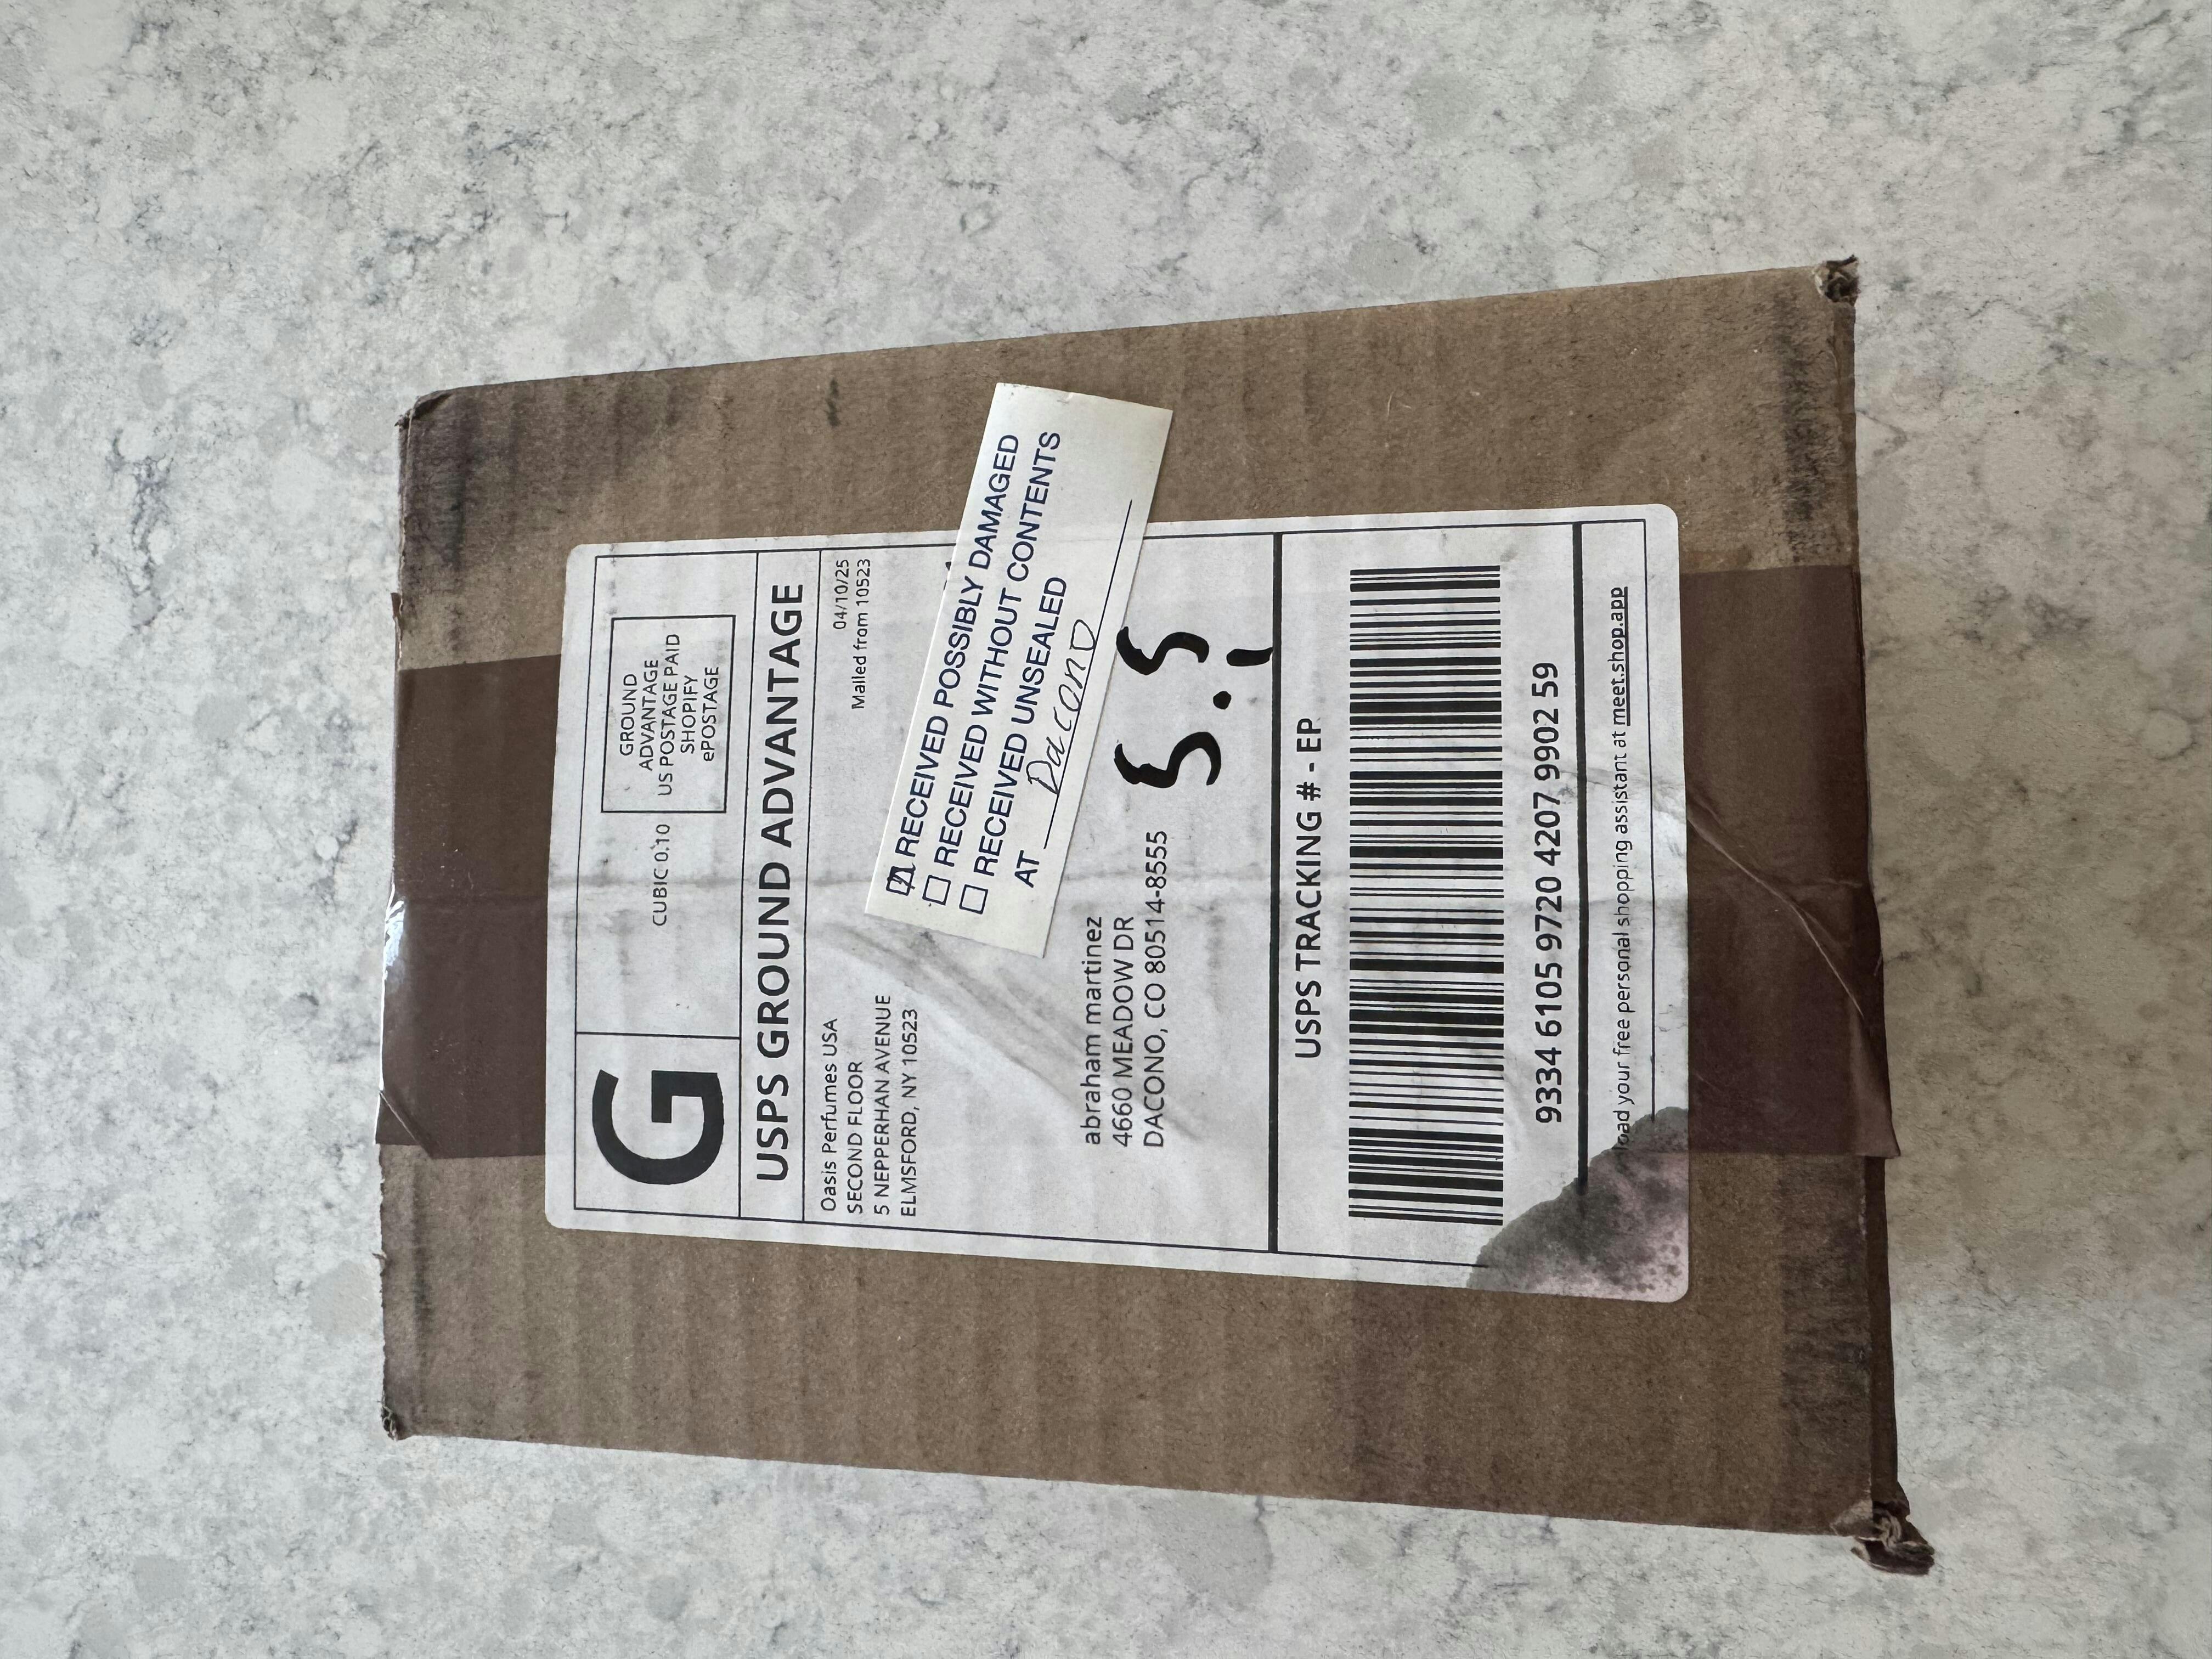 G
CUBIC 0.10
GROUND
ADVANTAGE
US POSTAGE PAID
SHOPIFY
ePOSTAGE
USPS GROUND ADVANTAGE
Oasis Perfumes USA
SECOND FLOOR
5 NEPPERHAN AVENUE
ELMSFORD, NY 10523
04/10/25
Mailed from 10523
RECEIVED POSSIBLY DAMAGED
RECEIVED WITHOUT CONTENTS
RECEIVED UNSEALED
AT Dacono
abraham martinez
4660 MEADOW DR
DACONO, CO 80514-8555
USPS TRACKING # - EP
9334 6105 9720 4207 9902 59
your free personal shopping assistant at meet.shop.app